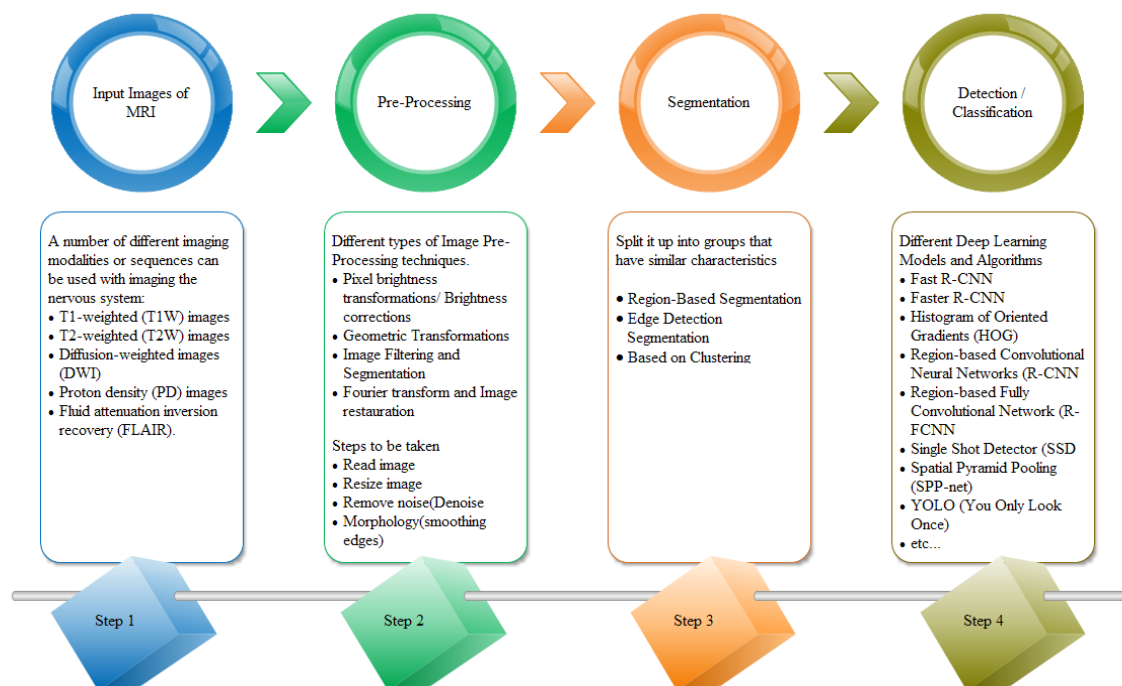 Input Images of
MRI
Pre-Processing
Segmentation
Detection /
Classification
A number of different imaging
modalities or sequences can
be used with imaging the
nervous system:
• T1-weighted (T1W) images
• T2-weighted (T2W) images
• Diffusion-weighted images
(DWI)
• Proton density (PD) images
• Fluid attenuation inversion
recovery (FLAIR).
Different types of Image Pre-
Processing techniques.
• Pixel brightness
transformations/ Brightness
corrections
• Geometric Transformations
• Image Filtering and
Segmentation
• Fourier transform and Image
restauration
Steps to be taken
• Read image
• Resize image
• Remove noise(Denoise
• Morphology(smoothing
edges)
Split it up into groups that
have similar characteristics
• Region-Based Segmentation
• Edge Detection
Segmentation
• Based on Clustering
Different Deep Learning
Models and Algorithms
• Fast R-CNN
• Faster R-CNN
• Histogram of Oriented
Gradients (HOG)
• Region-based Convolutional
Neural Networks (R-CNN
• Region-based Fully
Convolutional Network (R-
FCNN
• Single Shot Detector (SSD
• Spatial Pyramid Pooling
(SPP-net)
• YOLO (You Only Look
Once)
• etc...
Step 1
Step 2
Step 3
Step 4